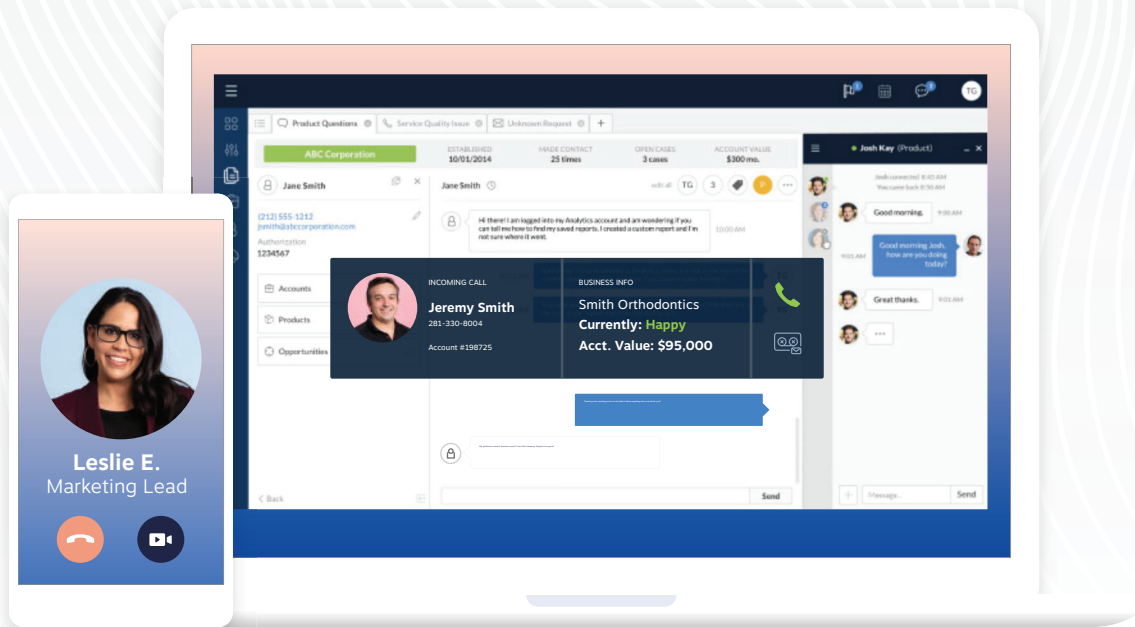 TG
Product Questions
Service Quality Issue
Unknown Request
+
ABC Corporation
ESTABLISHED
10/01/2014
MADE CONTACT
25 times
OPEN CASES
3 cases
ACCOUNT VALUE
$300 mo.
Jane Smith
(212) 555-1212
jsmith@abccorporation.com
Authorization
1234567
Accounts
Products
Opportunities
< Back
Jane Smith
edit all
TG
3
P
Hi there! I am logged into my Analytics account and am wondering if you
can tell me how to find my saved reports. I created a custom report and I'm
not sure where it went.
10:00 AM
TG
TG
INCOMING CALL
Jeremy Smith
281-330-8004
Account #198725
BUSINESS INFO
Smith Orthodontics
Currently: Happy
Acct. Value: $95,000
Send
Josh Kay (Product)
Josh connected 8:45 AM
You came back 8:50 AM
Good morning.
9:00 AM
Good morning Josh,
how are you doing
today?
9:01 AM
Great thanks.
9:01 AM
Message..
Send
Leslie E.
Marketing Lead